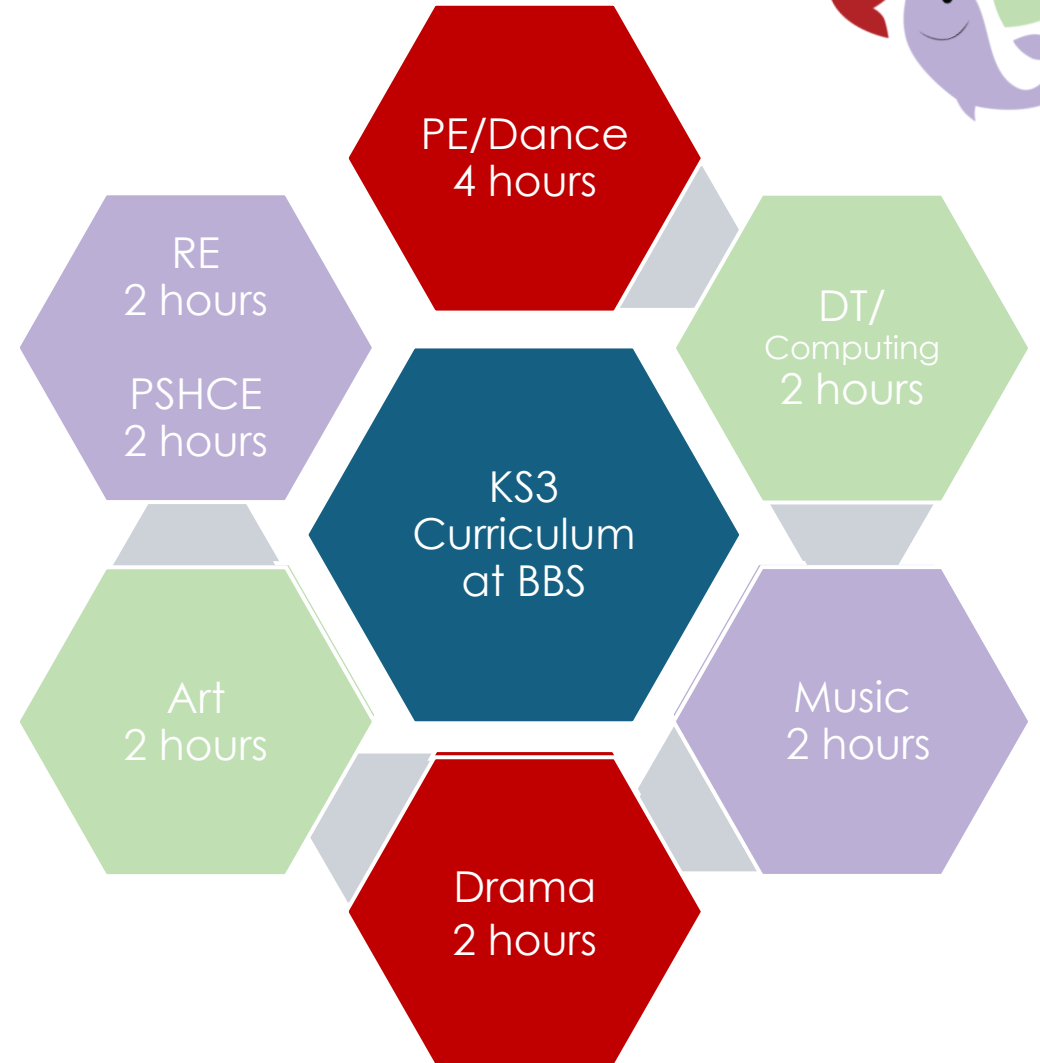 PE/Dance
4 hours
RE
2 hours
PSHCE
2 hours
DT/
Computing
2 hours
KS3
Curriculum
at BBS
Art
2 hours
Music
2 hours
Drama
2 hours